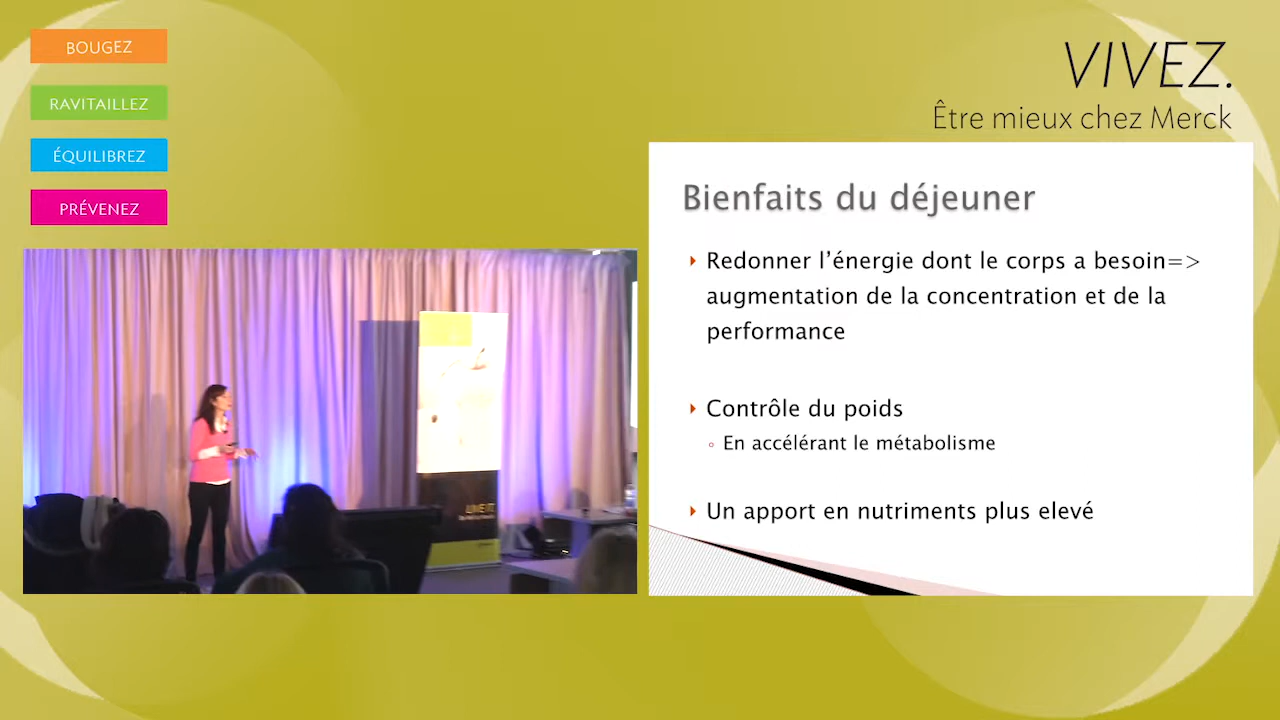 BOUGEZ
RAVITAILLEZ
ÉQUILIBREZ
PRÉVENEZ
VIVEZ.
Être mieux chez Merck
Bienfaits du déjeuner
Redonner l’énergie dont le corps a besoin=>
augmentation de la concentration et de la
performance
Contrôle du poids
En accélérant le métabolisme
Un apport en nutriments plus elevé
LIVE IT.